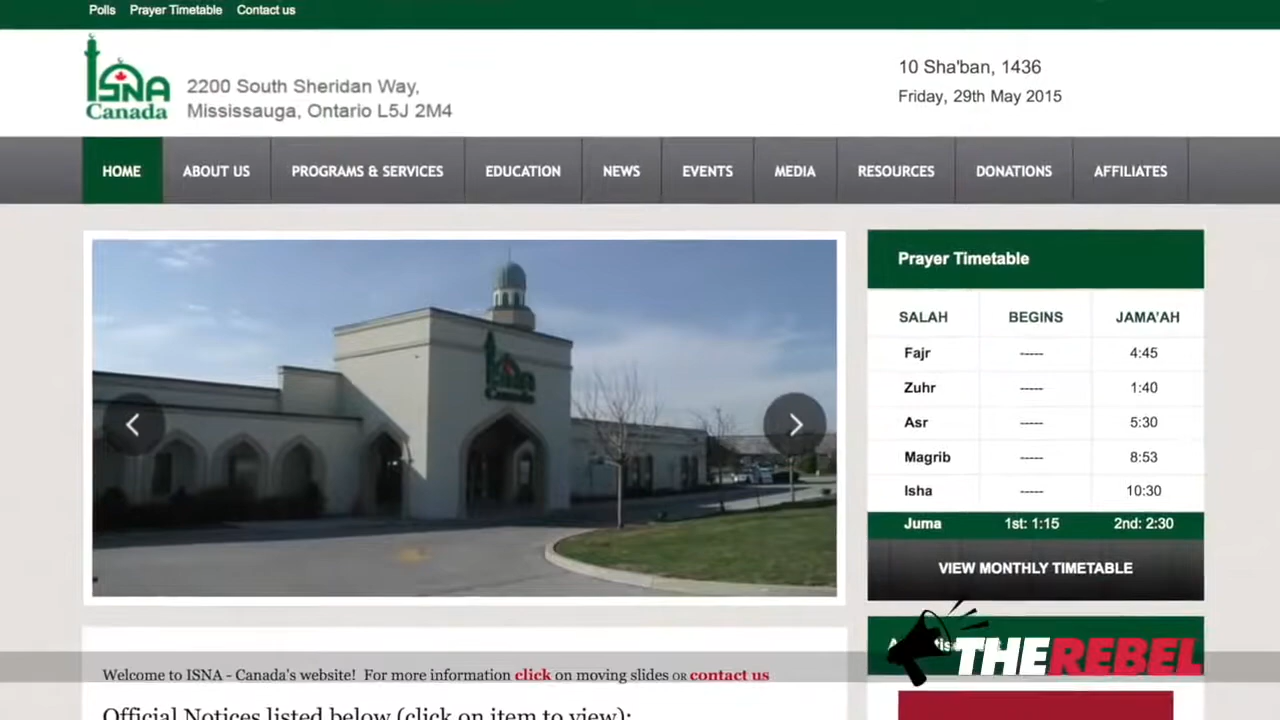 Polls Prayer Timetable Contact us
ISNA
Canada
2200 South Sheridan Way,
Mississauga, Ontario L5J 2M4
10 Sha'ban, 1436
Friday, 29th May 2015
HOME ABOUT US PROGRAMS & SERVICES EDUCATION NEWS EVENTS MEDIA RESOURCES DONATIONS AFFILIATES
ISNA
Canada
Prayer Timetable
SALAH BEGINS JAMA'AH
Fajr ----- 4:45
Zuhr ----- 1:40
Asr ----- 5:30
Magrib ----- 8:53
Isha ----- 10:30
Juma 1st: 1:15 2nd: 2:30
VIEW MONTHLY TIMETABLE
THE REBEL
Welcome to ISNA - Canada's website! For more information click on moving slides OR contact us
Official Notices listed below (click on item to view):